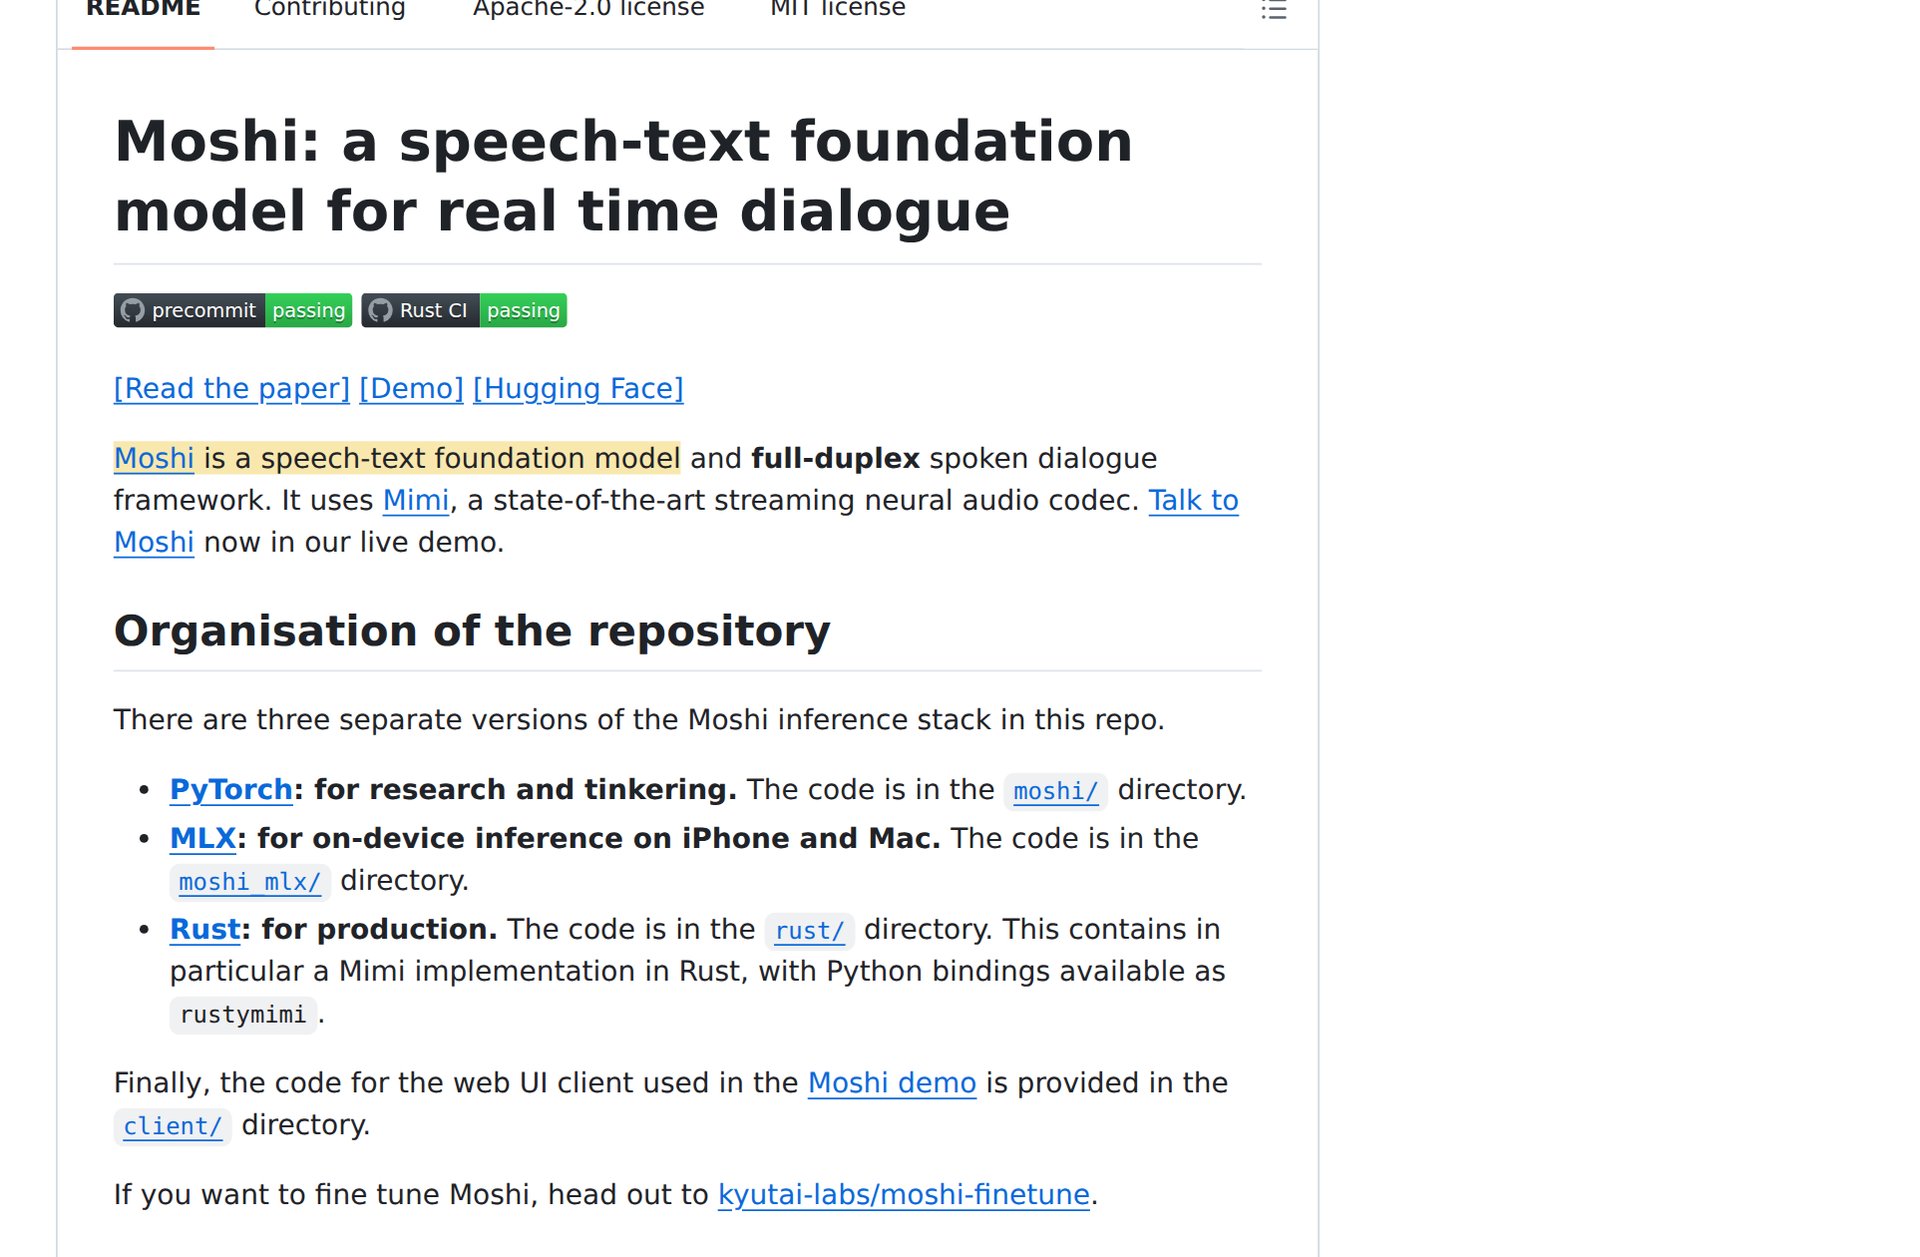 README Contributing Apache-2.0 license MIT license
Moshi: a speech-text foundation
model for real time dialogue
precommit passing Rust CI passing
[Read the paper] [Demo] [Hugging Face]
Moshi is a speech-text foundation model and full-duplex spoken dialogue
framework. It uses Mimi, a state-of-the-art streaming neural audio codec. Talk to
Moshi now in our live demo.
Organisation of the repository
There are three separate versions of the Moshi inference stack in this repo.
• PyTorch: for research and tinkering. The code is in the moshi/ directory.
• MLX: for on-device inference on iPhone and Mac. The code is in the
moshi_mlx/ directory.
• Rust: for production. The code is in the rust/ directory. This contains in
particular a Mimi implementation in Rust, with Python bindings available as
rustymimi.
Finally, the code for the web UI client used in the Moshi demo is provided in the
client/ directory.
If you want to fine tune Moshi, head out to kyutai-labs/moshi-finetune.